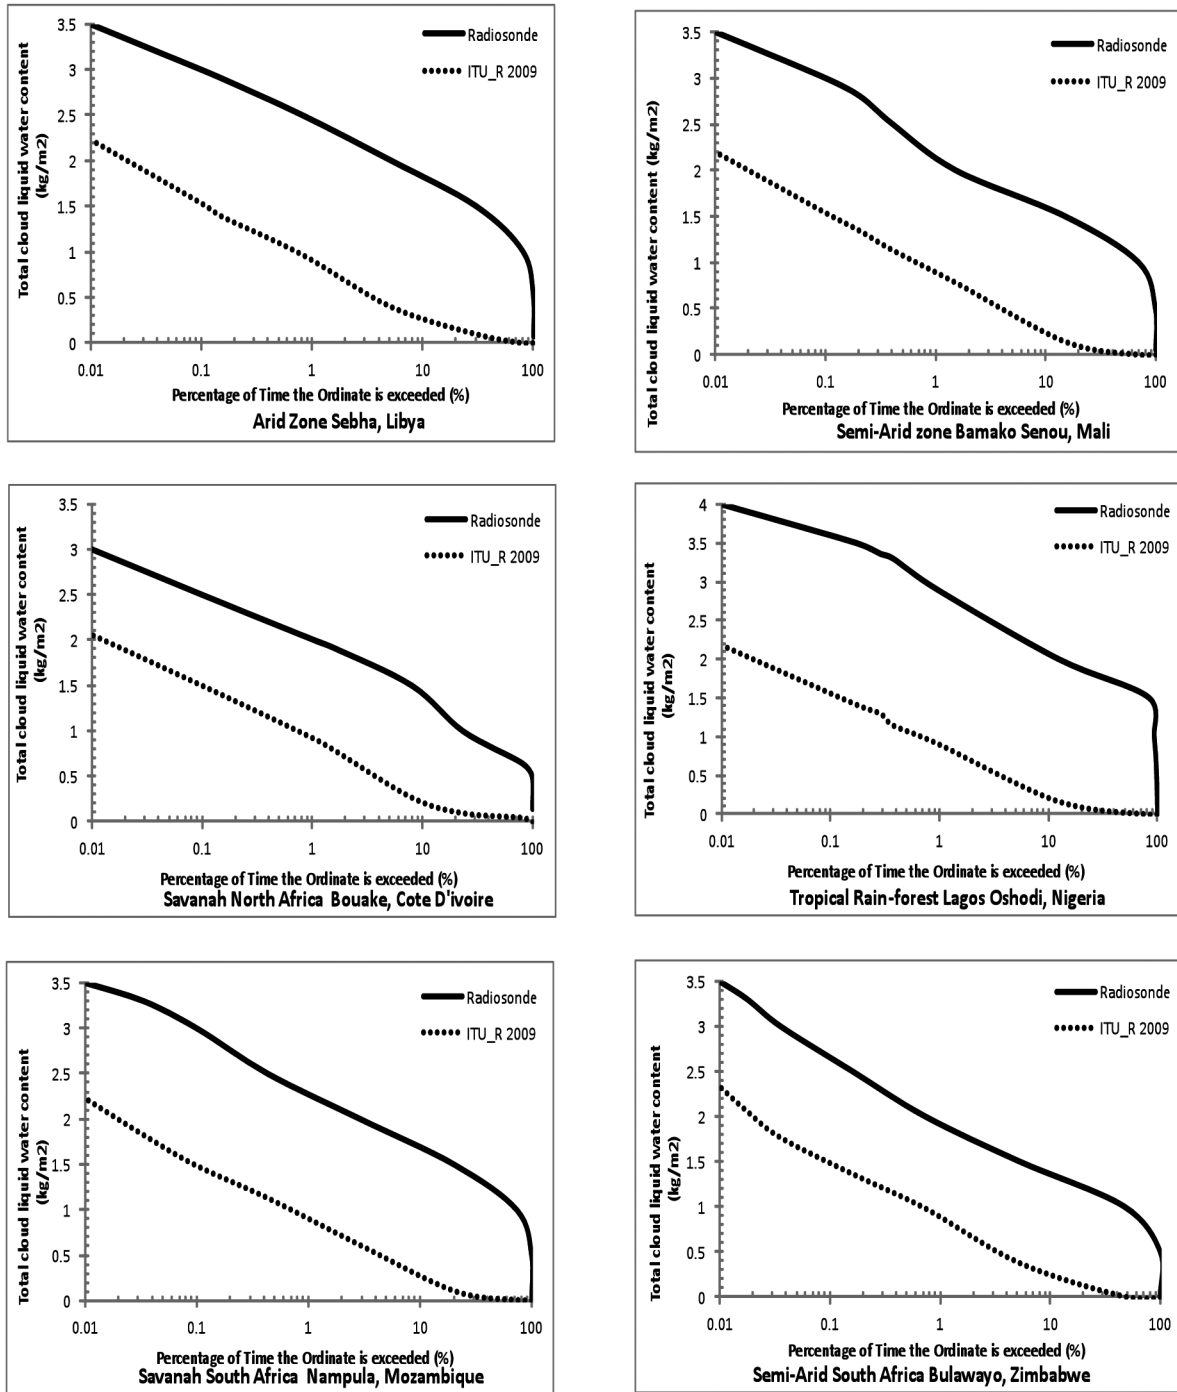 3.5
3
2.5
2
1.5
1
0.5
0
Total cloud liquid water content
(kg/m2)
Radiosonde
ITU_R 2009
0.01 0.1 1 10 100
Percentage of Time the Ordinate is exceeded (%)
Arid Zone Sebha, Libya
3.5
3
2.5
2
1.5
1
0.5
0
Total cloud liquid water content (kg/m2)
Radiosonde
ITU_R 2009
0.01 0.1 1 10 100
Percentage of Time the Ordinate is exceeded (%)
Semi-Arid zone Bamako Senou, Mali
3.5
3
2.5
2
1.5
1
0.5
0
Total cloud liquid water content
(kg/m2)
Radiosonde
ITU_R 2009
0.01 0.1 1 10 100
Percentage of Time the Ordinate is exceeded (%)
Savanah North Africa Bouake, Cote D'ivoire
4
3.5
3
2.5
2
1.5
1
0.5
0
Total cloud liquid water content
(kg/m2)
Radiosonde
ITU_R 2009
0.01 0.1 1 10 100
Percentage of Time the Ordinate is exceeded (%)
Tropical Rain-forest Lagos Oshodi, Nigeria
3.5
3
2.5
2
1.5
1
0.5
0
Total cloud liquid water content
(kg/m2)
Radiosonde
ITU_R 2009
0.01 0.1 1 10 100
Percentage of Time the Ordinate is exceeded (%)
Savanah South Africa Nampula, Mozambique
3.5
3
2.5
2
1.5
1
0.5
0
Total cloud liquid water content
(kg/m2)
Radiosonde
ITU_R 2009
0.01 0.1 1 10 100
Percentage of Time the Ordinate is exceeded (%)
Semi-Arid South Africa Bulawayo, Zimbabwe